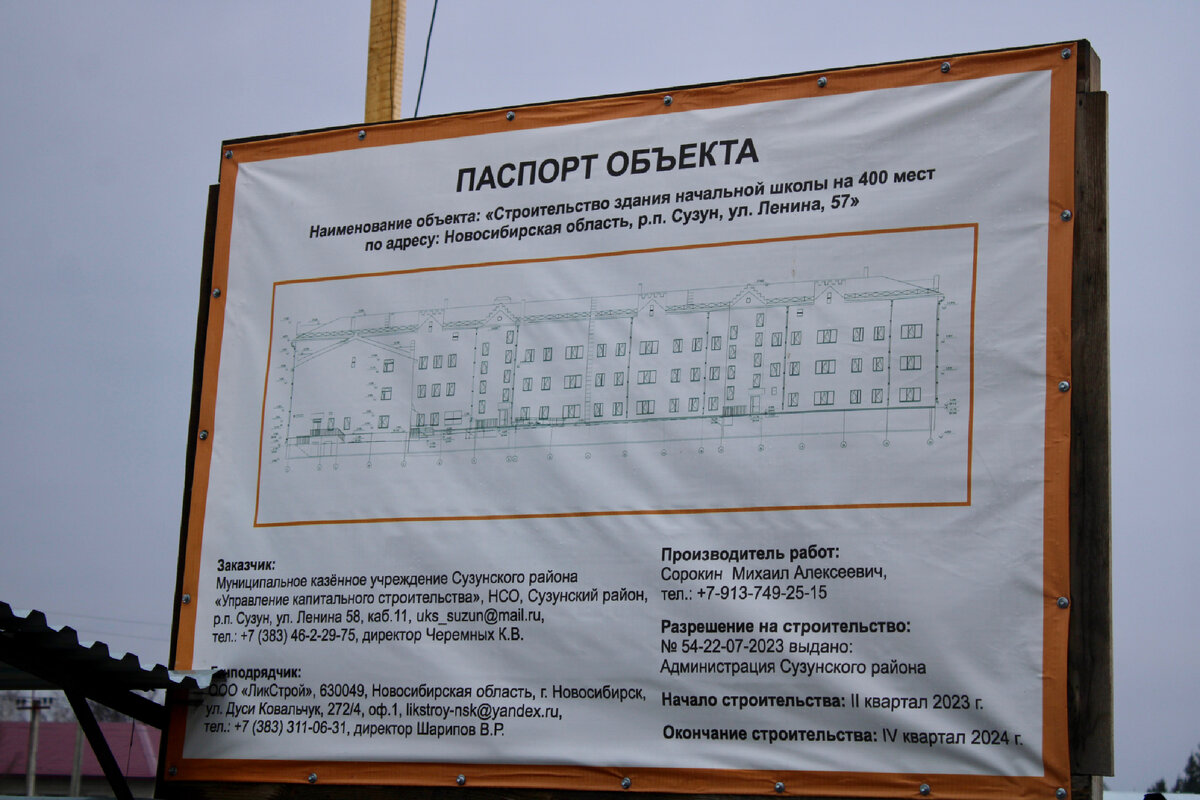 ПАСПОРТ ОБЪЕКТА
Наименование объекта: «Строительство здания начальной школы на 400 мест
по адресу: Новосибирская область, р.п. Сузун, ул. Ленина, 57»
Заказчик:
Муниципальное казённое учреждение Сузунского района
«Управление капитального строительства», НСО, Сузунский район,
р.п. Сузун, ул. Ленина 58, каб.11, uks_suzun@mail.ru,
тел.: +7 (383) 46-2-29-75, директор Черемных К.В.
Генподрядчик:
ООО «ЛикСтрой», 630049, Новосибирская область, г. Новосибирск,
ул. Дуси Ковальчук, 272/4, оф.1, likstroy-nsk@yandex.ru,
тел.: +7 (383) 311-06-31, директор Шарипов В.Р.
Производитель работ:
Сорокин Михаил Алексеевич,
тел.: +7-913-749-25-15
Разрешение на строительство:
№ 54-22-07-2023 выдано:
Администрация Сузунского района
Начало строительства: II квартал 2023 г.
Окончание строительства: IV квартал 2024 г.